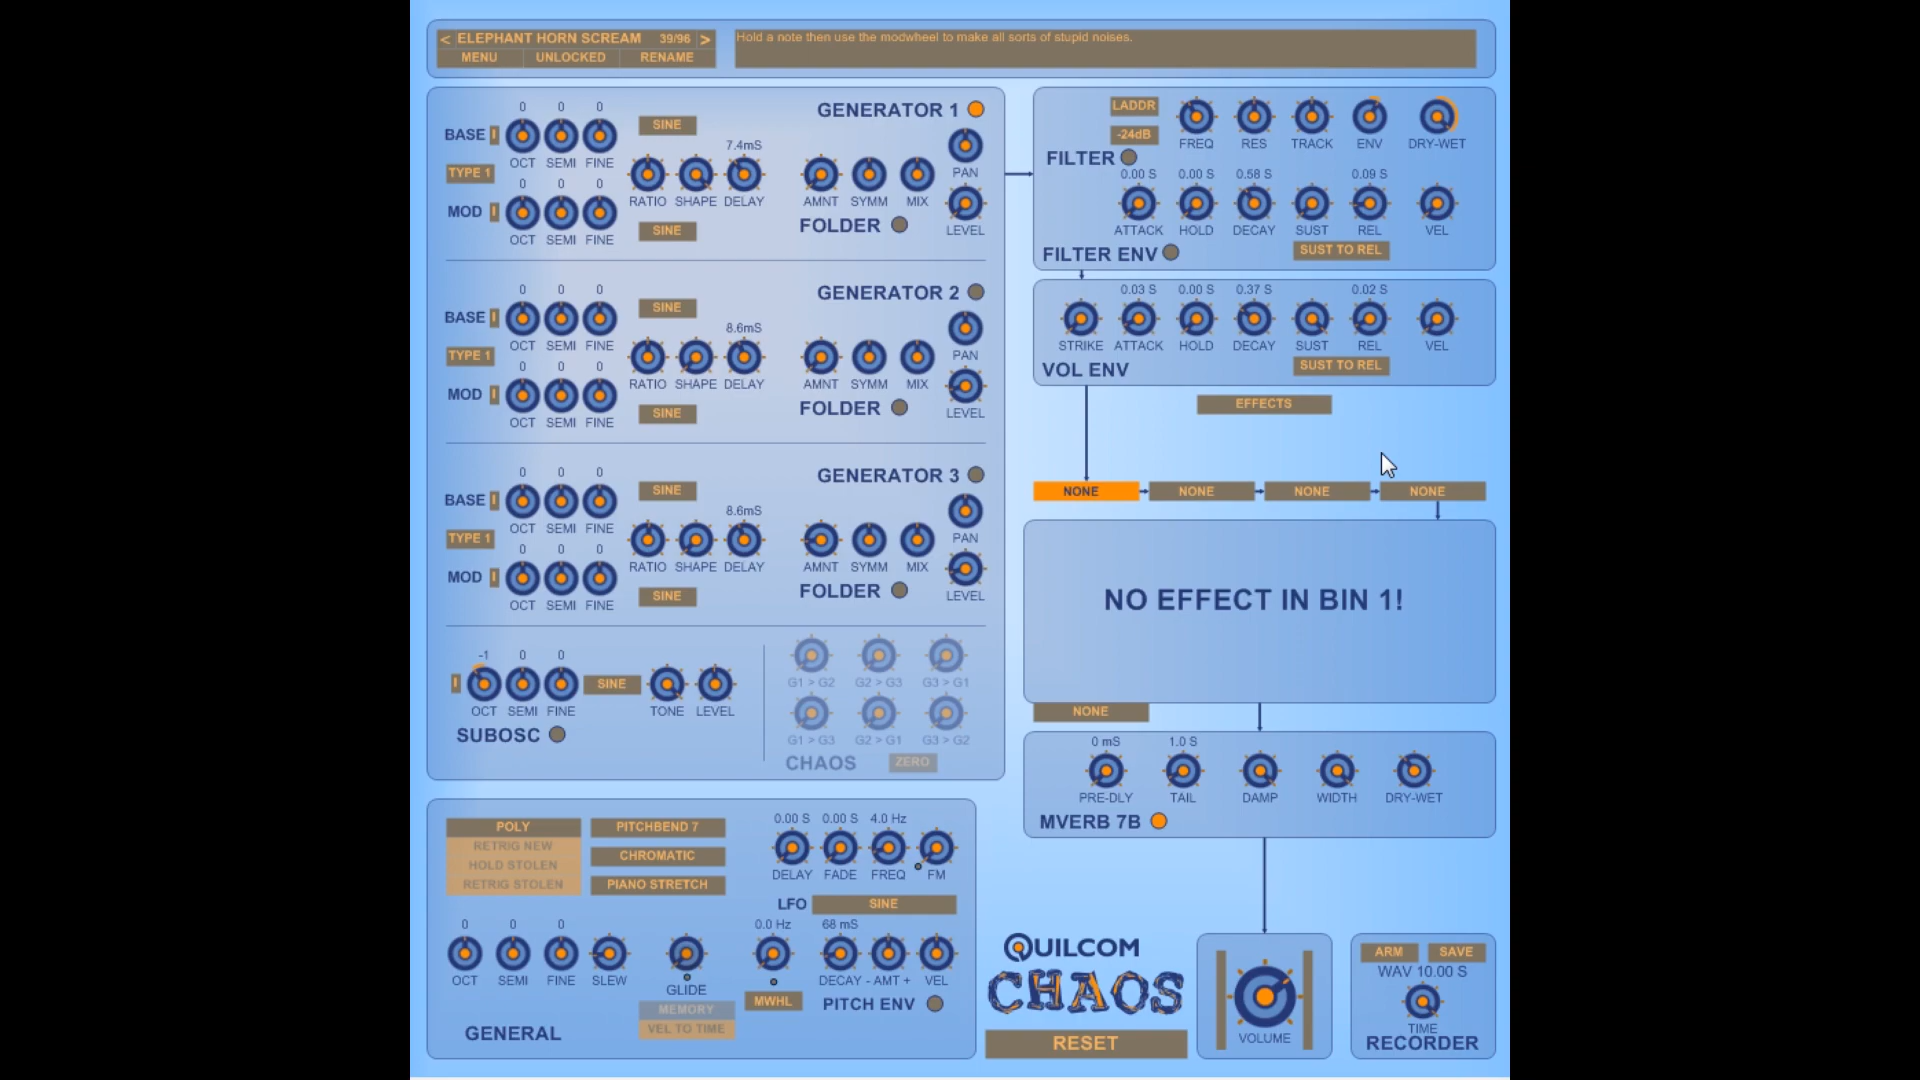 < ELEPHANT HORN SCREAM 39/96 >
MENU UNLOCKED RENAME
Hold a note then use the modwheel to make all sorts of stupid noises.
0 0 0
BASE I
OCT SEMI FINE
SINE
GENERATOR 1
TYPE 1
7.4mS
RATIO SHAPE DELAY
AMNT SYMM MIX
PAN
0 0 0
MOD I
OCT SEMI FINE
SINE
FOLDER
LEVEL
0 0 0
BASE I
OCT SEMI FINE
SINE
GENERATOR 2
TYPE 1
8.6mS
RATIO SHAPE DELAY
AMNT SYMM MIX
PAN
0 0 0
MOD I
OCT SEMI FINE
SINE
FOLDER
LEVEL
0 0 0
BASE I
OCT SEMI FINE
SINE
GENERATOR 3
TYPE 1
8.6mS
RATIO SHAPE DELAY
AMNT SYMM MIX
PAN
0 0 0
MOD I
OCT SEMI FINE
SINE
FOLDER
LEVEL
-1 0 0
I SINE
OCT SEMI FINE TONE LEVEL
SUBOSC
G1 > G2 G2 > G3 G3 > G1
G1 > G3 G2 > G1 G3 > G2
CHAOS ZERO
LADDR
-24dB
FREQ RES TRACK ENV DRY-WET
FILTER
0.00 S 0.00 S 0.58 S 0.09 S
ATTACK HOLD DECAY SUST REL VEL
FILTER ENV
SUST TO REL
0.03 S 0.00 S 0.37 S 0.02 S
STRIKE ATTACK HOLD DECAY SUST REL VEL
VOL ENV
SUST TO REL
EFFECTS
NONE NONE NONE NONE
NO EFFECT IN BIN 1!
NONE
0 mS 1.0 S
PRE-DLY TAIL DAMP WIDTH DRY-WET
MVERB 7B
POLY
RETRIG NEW
HOLD STOLEN
RETRIG STOLEN
PITCHBEND 7
CHROMATIC
PIANO STRETCH
0.00 S 0.00 S 4.0 Hz
DELAY FADE FREQ FM
LFO SINE
0 0 0
OCT SEMI FINE SLEW
GLIDE
MEMORY
VEL TO TIME
0.0 Hz
MWHL
68 mS
DECAY - AMT + VEL
PITCH ENV
GENERAL
QUILCOM
CHAOS
RESET
VOLUME
ARM SAVE
WAV 10.00 S
TIME
RECORDER